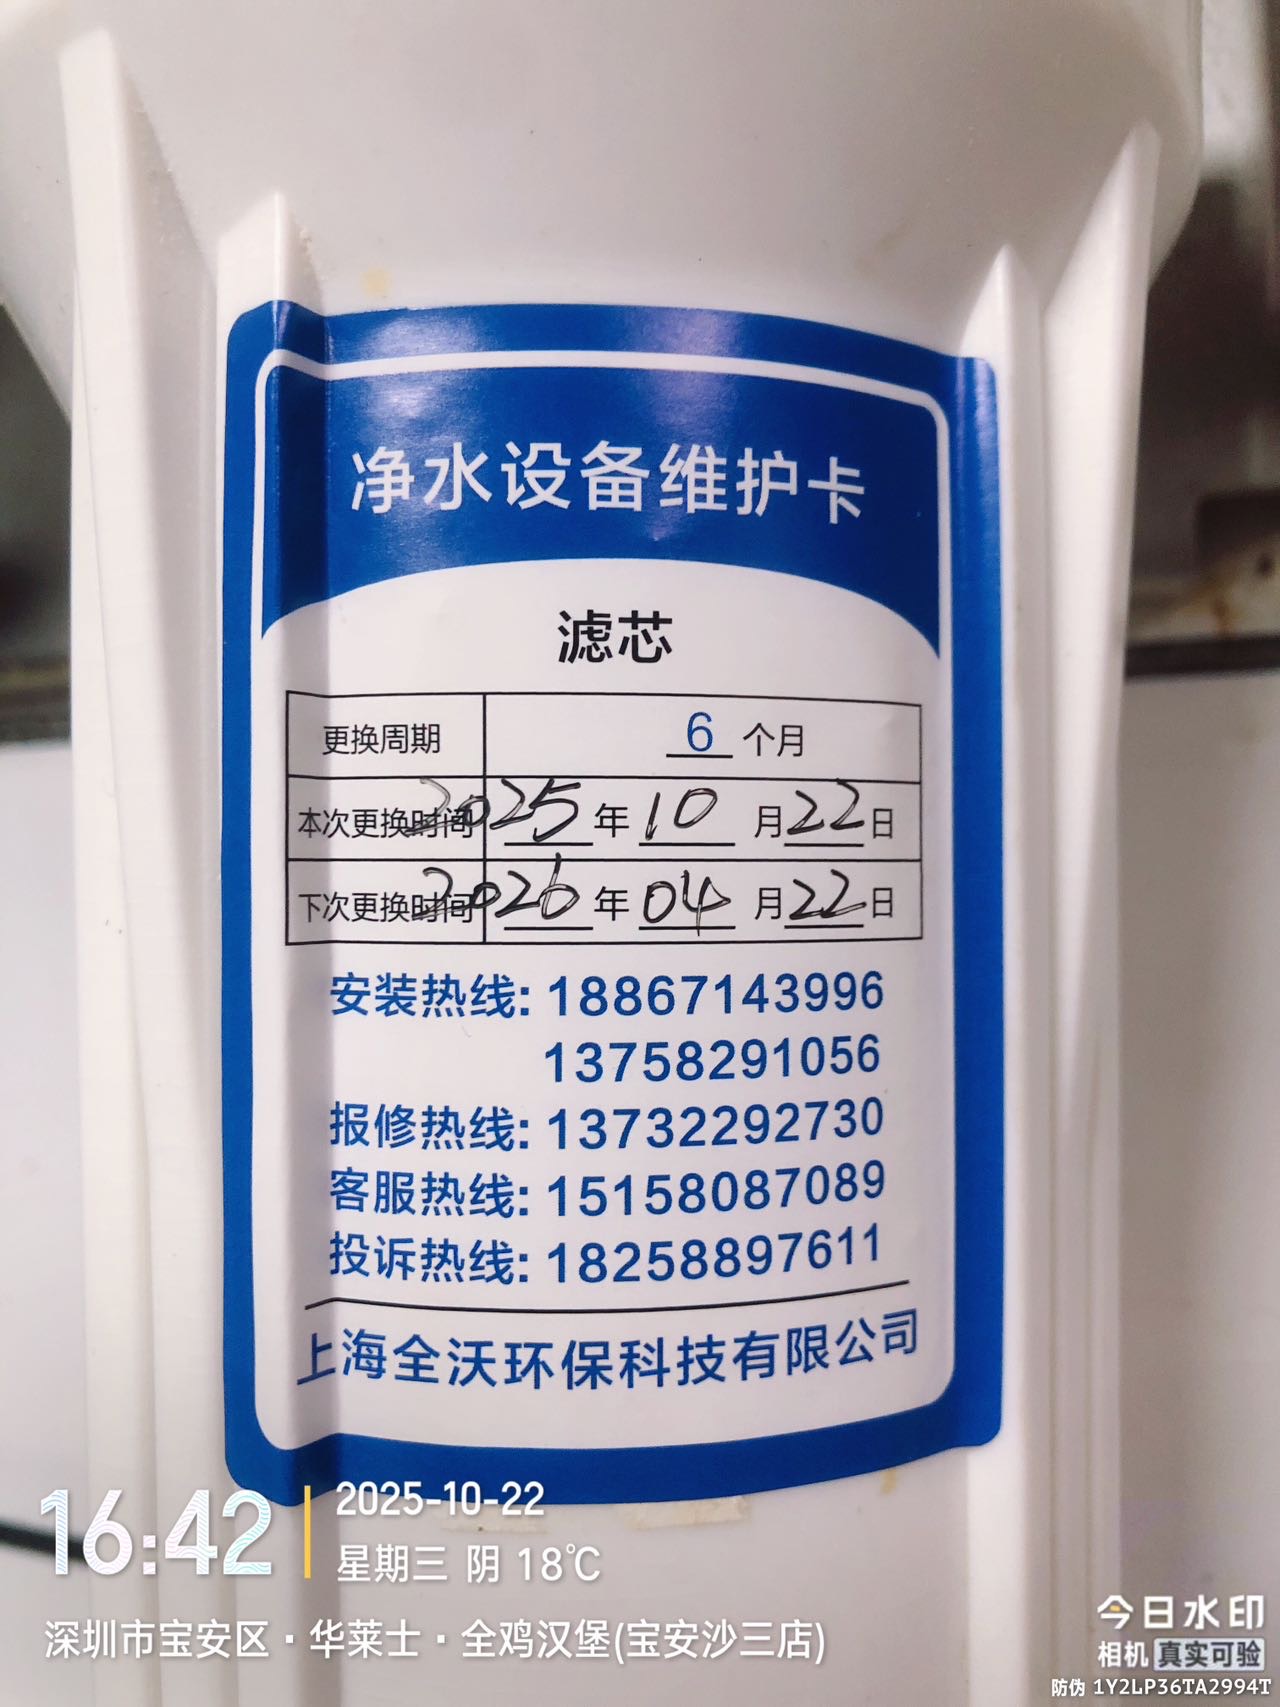 净水设备维护卡
滤芯
更换周期 6 个月
本次更换时间 2025 年 10 月 22 日
下次更换时间 2026 年 04 月 22 日
安装热线: 18867143996
13758291056
报修热线: 13732292730
客服热线: 15158087089
投诉热线: 18258897611
上海全沃环保科技有限公司
16:42
2025-10-22
星期三 阴 18℃
深圳市宝安区·华莱士·全鸡汉堡(宝安沙三店)
今日水印
相机 真实可验
防伪 1Y2LP36TA2994T